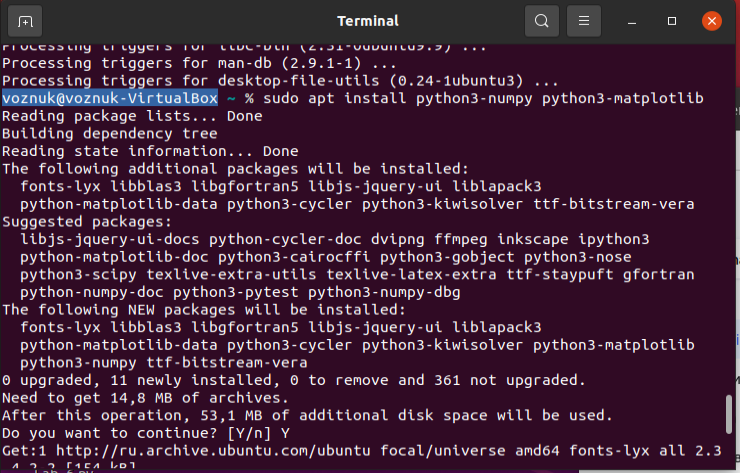 Terminal
Processing triggers for libc-bin (2.31-0ubuntu9.9) ...
Processing triggers for man-db (2.9.1-1) ...
Processing triggers for desktop-file-utils (0.24-1ubuntu3) ...
voznuk@voznuk-VirtualBox ~ % sudo apt install python3-numpy python3-matplotlib
Reading package lists... Done
Building dependency tree
Reading state information... Done
The following additional packages will be installed:
fonts-lyx libblas3 libgfortran5 libjs-jquery-ui liblapack3
python-matplotlib-data python3-cycler python3-kiwisolver ttf-bitstream-vera
Suggested packages:
libjs-jquery-ui-docs python-cycler-doc dvipng ffmpeg inkscape ipython3
python-matplotlib-doc python3-cairocffi python3-gobject python3-nose
python3-scipy texlive-extra-utils texlive-latex-extra ttf-staypuft gfortran
python-numpy-doc python3-pytest python3-numpy-dbg
The following NEW packages will be installed:
fonts-lyx libblas3 libgfortran5 libjs-jquery-ui liblapack3
python-matplotlib-data python3-cycler python3-kiwisolver python3-matplotlib
python3-numpy ttf-bitstream-vera
0 upgraded, 11 newly installed, 0 to remove and 361 not upgraded.
Need to get 14,8 MB of archives.
After this operation, 53,1 MB of additional disk space will be used.
Do you want to continue? [Y/n] Y
Get:1 http://ru.archive.ubuntu.com/ubuntu focal/universe amd64 fonts-lyx all 2.3
.4.2-2 [154 kB]